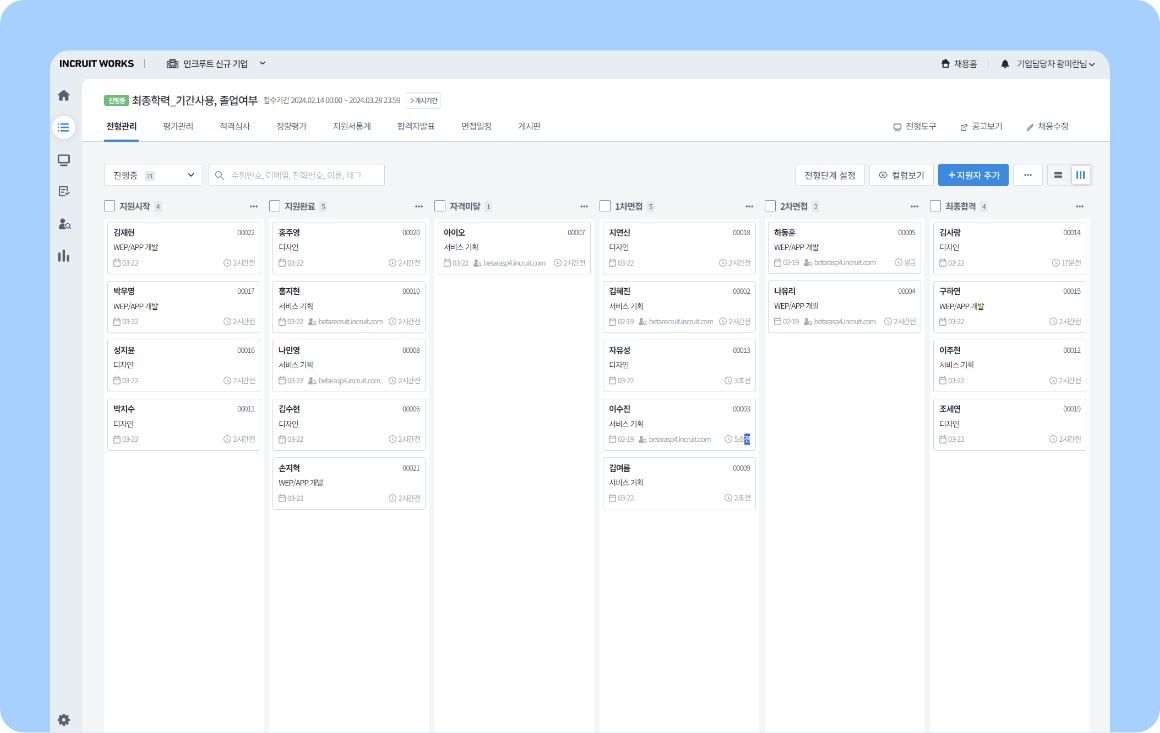 INCRUIT WORKS
인크루트 신규 기업
채용홈
기업담당자 황미란님
진행중 최종학력_기간사용, 졸업여부 접수기간 2024.02.14 00:00 ~ 2024.03.28 23:59 > 게시기간
전형관리 평가관리 적격심사 정량평가 지원서통계 합격자발표 면접일정 게시판
전형도구 공고보기 채용수정
진행중 21
수험번호, 이메일, 전화번호, 이름, 태그
전형단계 설정 컬럼보기 +지원자 추가 ···
지원시작 4 ···
김재현 00022
WEP/APP 개발
03-22 2시간전
박우영 00017
WEP/APP 개발
03-22 2시간전
성지윤 00016
디자인
03-22 2시간전
박지수 00011
디자인
03-22 2시간전
지원완료 5 ···
홍주영 00020
디자인
03-22 2시간전
홍지현 00010
서비스 기획
03-22 betarecruit.incruit.com 2시간전
나민영 00008
서비스 기획
03-22 betarasp4.incruit.com 2시간전
김수현 00006
디자인
03-22 2시간전
손지혁 00021
WEP/APP 개발
03-22 2시간전
자격미달 1 ···
아이오 00007
서비스 기획
03-22 betarasp4.incruit.com 2시간전
1차면접 5 ···
지연신 00018
디자인
03-22 2시간전
김혜진 00002
서비스 기획
02-19 betarecruit.incruit.com 2시간전
자유성 00013
디자인
03-22 3초전
이수진 00003
서비스 기획
02-19 betarasp4.incruit.com 5초전
김여름 00009
서비스 기획
03-22 2초전
2차면접 2 ···
하동훈 00005
WEP/APP 개발
02-19 betarasp4.incruit.com 방금
나유리 00004
WEP/APP 개발
02-19 betarasp4.incruit.com 2시간전
최종합격 4 ···
김사랑 00014
디자인
03-22 17분전
구하연 00015
WEP/APP 개발
03-22 2시간전
이주현 00012
서비스 기획
03-22 2시간전
조세연 00019
디자인
03-22 2시간전